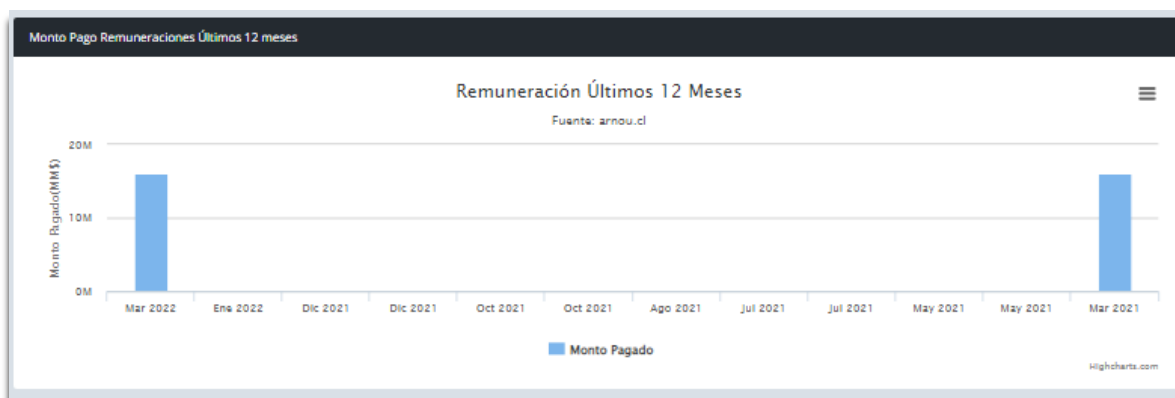 Monto Pago Remuneraciones Últimos 12 meses
Remuneración Últimos 12 Meses
Fuente: arnou.cl
Monto Pagado(MM$)
20M
10M
0M
Mar 2022 Ene 2022 Dic 2021 Dic 2021 Oct 2021 Oct 2021 Ago 2021 Jul 2021 Jul 2021 May 2021 May 2021 Mar 2021
Monto Pagado
Highcharts.com